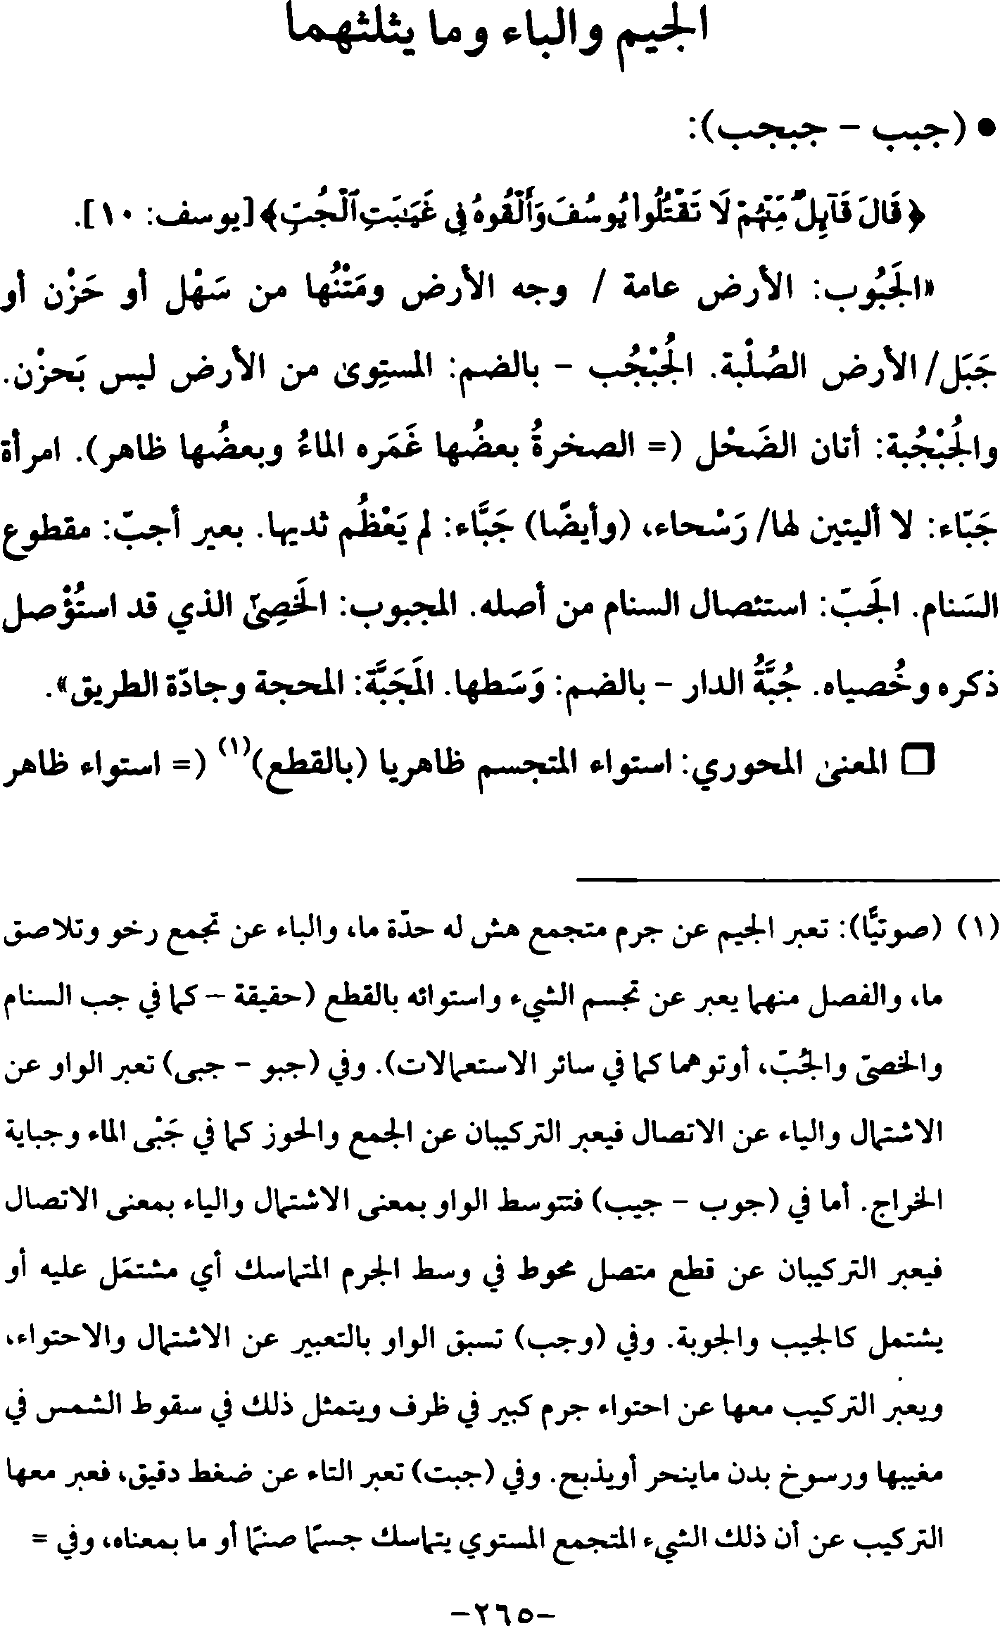 الجيم والباء وما يثلثهما
• (جبب - جبجب):
﴿قَالَ قَآئِلٌ مِّنْهُمْ لَا تَقْتُلُوا۟ يُوسُفَ وَأَلْقُوهُ فِى غَيَٰبَتِ ٱلْجُبِّ﴾ [يوسف: ١٠].
«الجَبُوب: الأرض عامة / وجه الأرض ومَتْنُها من سَهْل أو حَزْن أو
جَبَل/ الأرض الصُلْبة. الجُبْجُب - بالضم: المستوِى من الأرض ليس بَحزْن.
والجُبْجُبة: أتان الضَحْل (= الصخرةُ بعضُها غَمَره الماءُ وبعضُها ظاهر). امرأة
جَبّاء: لا أليتين لها/ رَسْحاء، (وأيضًا) جَبَّاء: لم يَعْظُم ثديها. بعير أجبّ: مقطوع
السَنام. الجَبّ: استئصال السنام من أصله. المجبوب: الخَصِىّ الذي قد استُؤْصل
ذكره وخُصياه. جُبَّةُ الدار - بالضم: وَسَطها. المَجَبَّة: المحجة وجادّة الطريق».
❑ المعنى المحوري: استواء المتجسم ظاهريا (بالقطع)(١) (= استواء ظاهر
(١) (صوتيًّا): تعبر الجيم عن جرم متجمع هش له حدّة ما، والباء عن تجمع رخو وتلاصق
ما، والفصل منهما يعبر عن تجسم الشيء واستوائه بالقطع (حقيقة - كما في جب السنام
والخصىّ والجُبّ، أوتوهما كما في سائر الاستعمالات). وفي (جبو - جبى) تعبر الواو عن
الاشتمال والياء عن الاتصال فيعبر التركيبان عن الجمع والحوز كما في جَبْى الماء وجباية
الخراج. أما في (جوب - جيب) فتتوسط الواو بمعنى الاشتمال والياء بمعنى الاتصال
فيعبر التركيبان عن قطع متصل محوط في وسط الجرم المتماسك أي مشتمَل عليه أو
يشتمل كالجيب والجوبة. وفي (وجب) تسبق الواو بالتعبير عن الاشتمال والاحتواء،
ويعبر التركيب معها عن احتواء جرم كبير في ظرف ويتمثل ذلك في سقوط الشمس في
مغيبها ورسوخ بدن ماينحر أويذبح. وفي (جبت) تعبر التاء عن ضغط دقيق، فعبر معها
التركيب عن أن ذلك الشيء المتجمع المستوي يتماسك جسمًا صنمًا أو ما بمعناه، وفي =
-٢٦٥-